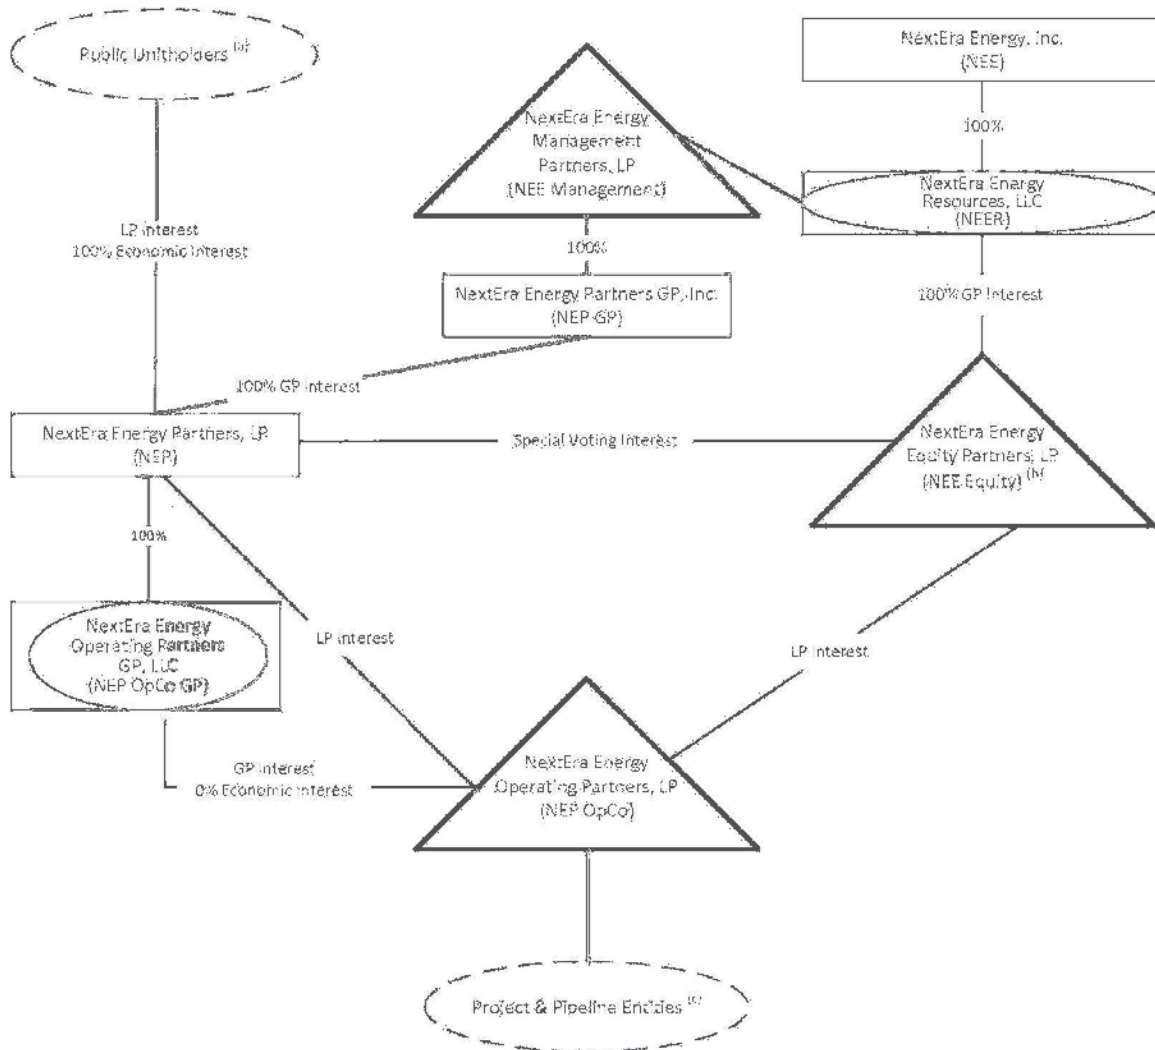 Public Unitholders (a)
NextEra Energy, Inc.
(NEE)
NextEra Energy
Management
Partners, LP
(NEE Management)
100%
NextEra Energy
Resources, LLC
(NEER)
LP Interest
100% Economic Interest
100%
NextEra Energy Partners GP, Inc.
(NEP GP)
100% GP Interest
100% GP Interest
NextEra Energy Partners, LP
(NEP)
Special Voting Interest
NextEra Energy
Equity Partners, LP
(NEE Equity) (b)
100%
NextEra Energy
Operating Partners
GP, LLC
(NEP OpCo GP)
LP Interest
LP Interest
GP Interest
0% Economic Interest
NextEra Energy
Operating Partners, LP
(NEP OpCo)
Project & Pipeline Entities (c)